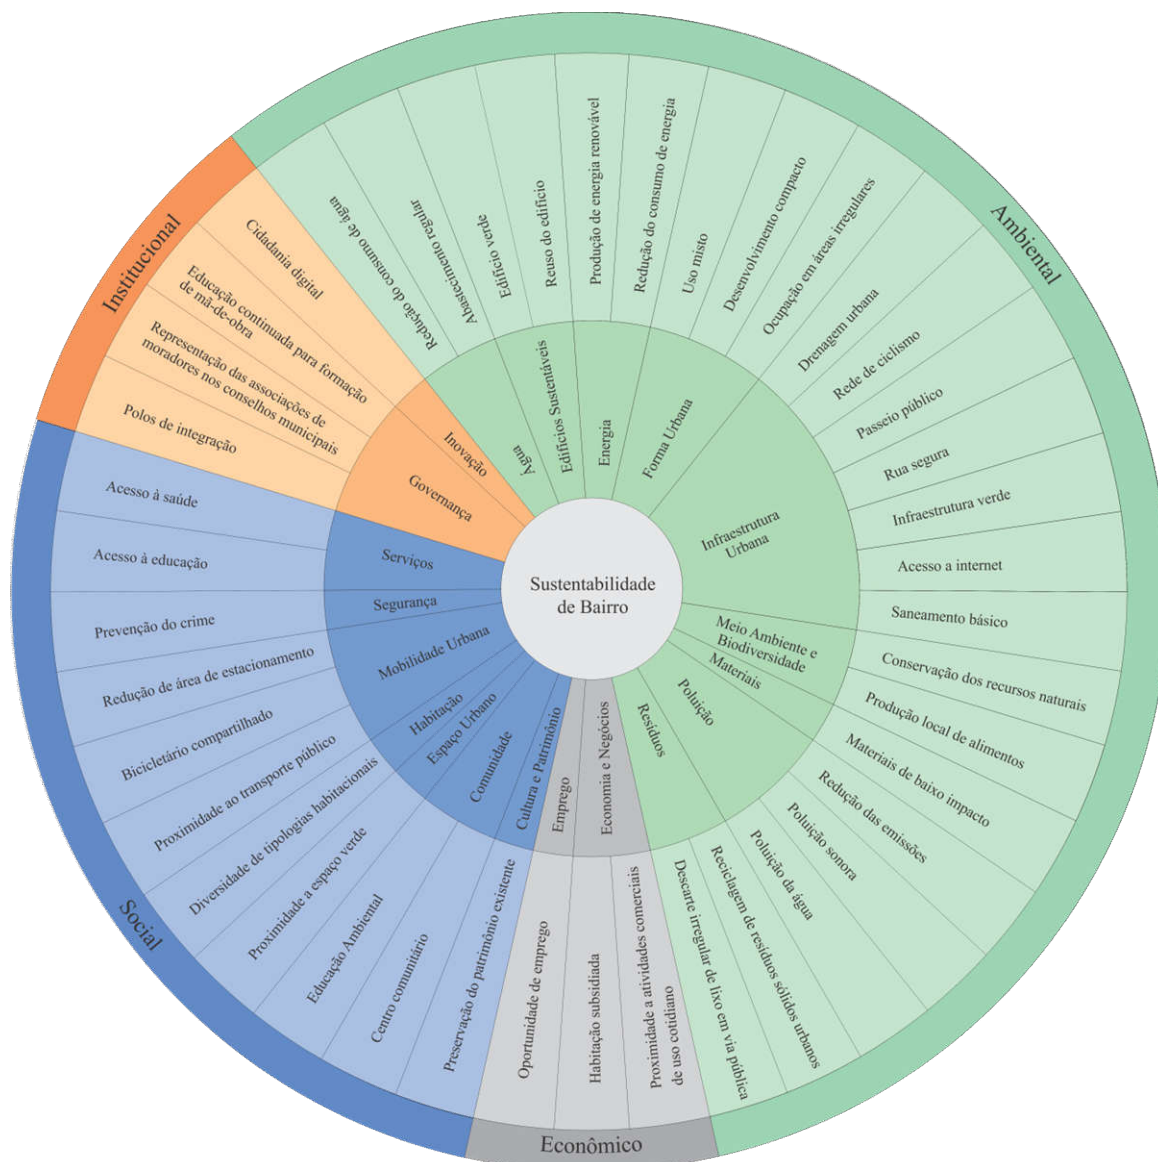 Sustentabilidade
de Bairro
Ambiental
Água
Redução do consumo de água
Abastecimento regular
Edifícios Sustentáveis
Edifício verde
Reuso do edifício
Energia
Produção de energia renovável
Redução do consumo de energia
Forma Urbana
Uso misto
Desenvolvimento compacto
Ocupação em áreas irregulares
Infraestrutura
Urbana
Drenagem urbana
Rede de ciclismo
Passeio público
Rua segura
Infraestrutura verde
Acesso a internet
Saneamento básico
Meio Ambiente e
Biodiversidade
Conservação dos recursos naturais
Produção local de alimentos
Materiais
Materiais de baixo impacto
Poluição
Redução das emissões
Poluição sonora
Poluição da água
Resíduos
Reciclagem de resíduos sólidos urbanos
Descarte irregular de lixo em via pública
Econômico
Economia e Negócios
Proximidade a atividades comerciais
de uso cotidiano
Habitação subsidiada
Emprego
Oportunidade de emprego
Social
Cultura e Patrimônio
Preservação do patrimônio existente
Comunidade
Centro comunitário
Educação Ambiental
Espaço Urbano
Proximidade a espaço verde
Habitação
Diversidade de tipologias habitacionais
Mobilidade Urbana
Proximidade ao transporte público
Bicicletário compartilhado
Redução de área de estacionamento
Segurança
Prevenção do crime
Serviços
Acesso à educação
Acesso à saúde
Institucional
Governança
Polos de integração
Representação das associações de
moradores nos conselhos municipais
Inovação
Educação continuada para formação
de mã-de-obra
Cidadania digital